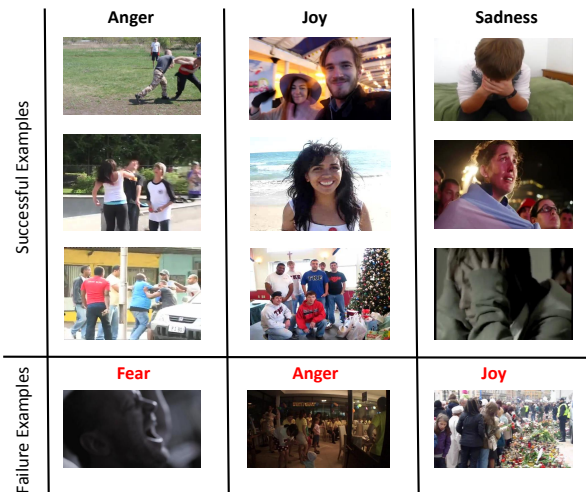 Anger Joy Sadness
Successful Examples
Fear Anger Joy
Failure Examples